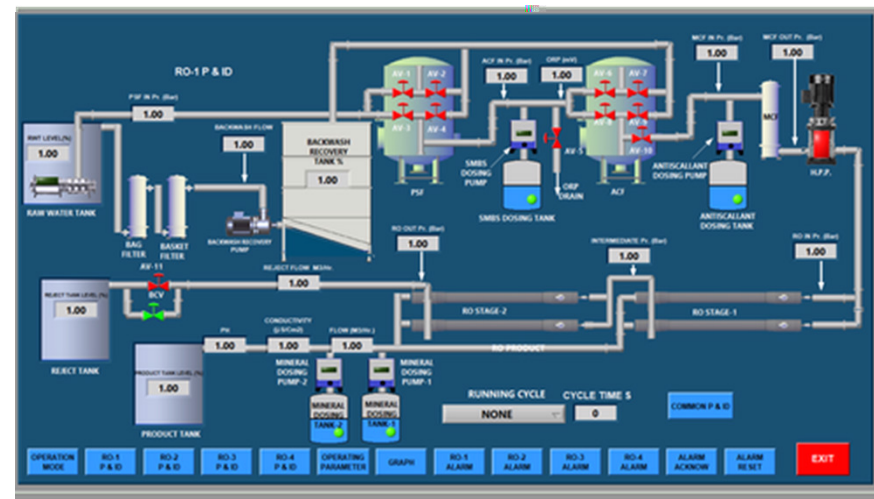 RO-1 P & ID
PSF IN Pr. (Bar)
1.00
RWT LEVEL(%)
1.00
RAW WATER TANK
BAG
FILTER
BASKET
FILTER
BACKWASH FLOW
1.00
BACKWASH RECOVERY
PUMP
BACKWASH
RECOVERY
TANK %
1.00
AV-1
AV-2
AV-3
AV-4
PSF
ACF IN Pr. (Bar)
1.00
ORP (mV)
1.00
SMBS
DOSING
PUMP
SMBS DOSING TANK
AV-5
ORP
DRAIN
AV-6
AV-7
AV-8
AV-9
AV-10
ACF
MCF IN Pr. (Bar)
1.00
MCF OUT Pr. (Bar)
1.00
ANTISCALLANT
DOSING PUMP
ANTISCALLANT
DOSING TANK
MCF
H.P.P.
RO OUT Pr. (Bar)
1.00
INTERMEDIATE Pr. (Bar)
1.00
RO IN Pr. (Bar)
1.00
AV-11
BCV
REJECT FLOW M3/Hr.
1.00
REJECT TANK LEVEL(%)
1.00
REJECT TANK
RO STAGE-2
RO STAGE-1
RO PRODUCT
PH
1.00
CONDUCTIVITY
(µS/Cm2)
1.00
FLOW (M3/Hr.)
1.00
PRODUCT TANK LEVEL (%)
1.00
PRODUCT TANK
MINERAL
DOSING
PUMP-2
MINERAL
DOSING
PUMP-1
MINERAL
DOSING
TANK-2
MINERAL
DOSING
TANK-1
RUNNING CYCLE
NONE
CYCLE TIME S
0
COMMON P & ID
OPERATION
MODE
RO-1
P & ID
RO-2
P & ID
RO-3
P & ID
RO-4
P & ID
OPERATING
PARAMETER
GRAPH
RO-1
ALARM
RO-2
ALARM
RO-3
ALARM
RO-4
ALARM
ALARM
ACKNOW
ALARM
RESET
EXIT